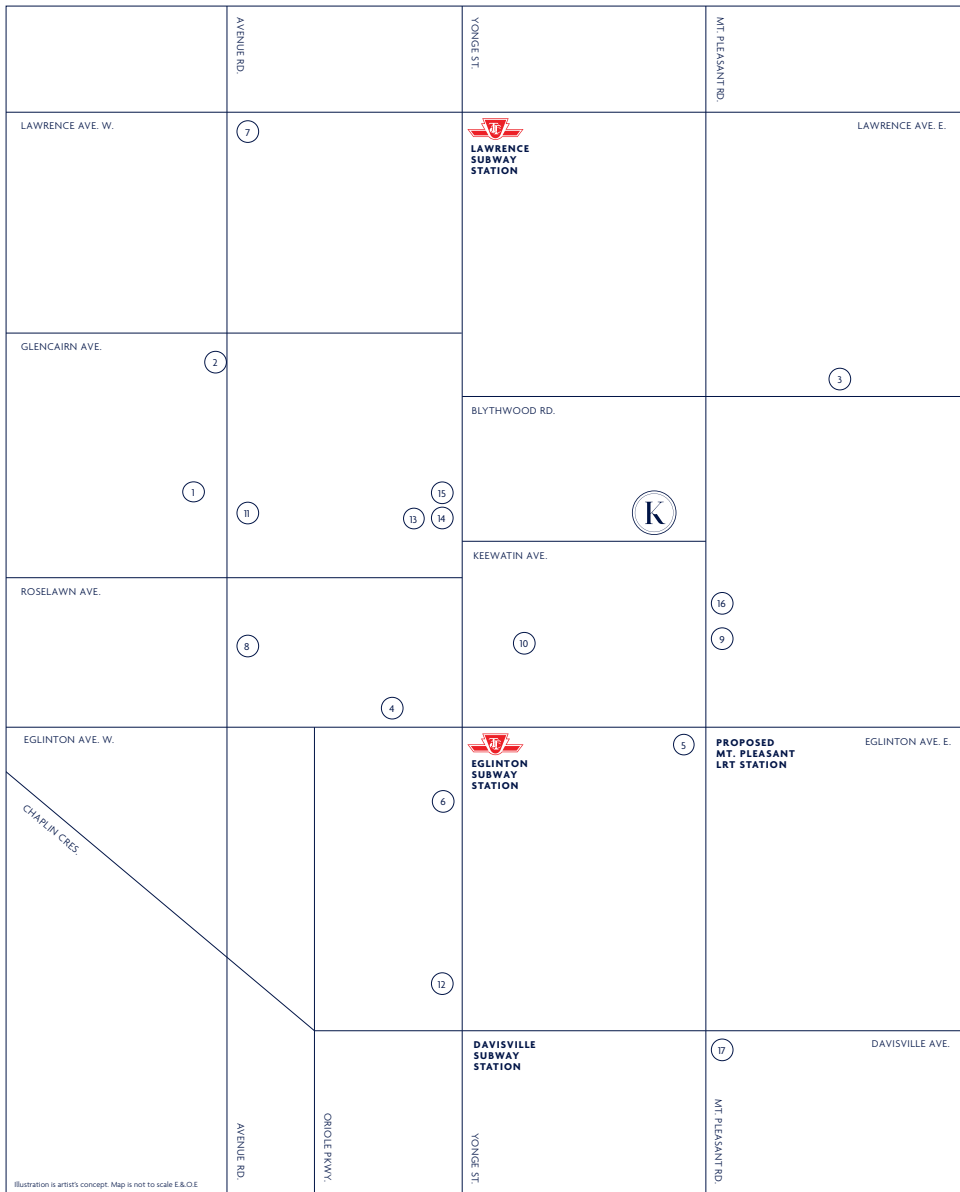 AVENUE RD.
YONGE ST.
MT. PLEASANT RD.
LAWRENCE AVE. W.
7
LAWRENCE
SUBWAY
STATION
LAWRENCE AVE. E.
GLENCAIRN AVE.
2
3
BLYTHWOOD RD.
1
11
15
13
14
K
KEEWATIN AVE.
ROSELAWN AVE.
16
9
10
8
4
EGLINTON AVE. W.
EGLINTON
SUBWAY
STATION
5
PROPOSED
MT. PLEASANT
LRT STATION
EGLINTON AVE. E.
6
CHAPLIN CRES.
12
DAVISVILLE
SUBWAY
STATION
17
DAVISVILLE AVE.
AVENUE RD.
ORIOLE PKWY.
YONGE ST.
MT. PLEASANT RD.
Illustration is artist's concept. Map is not to scale E.&.O.E